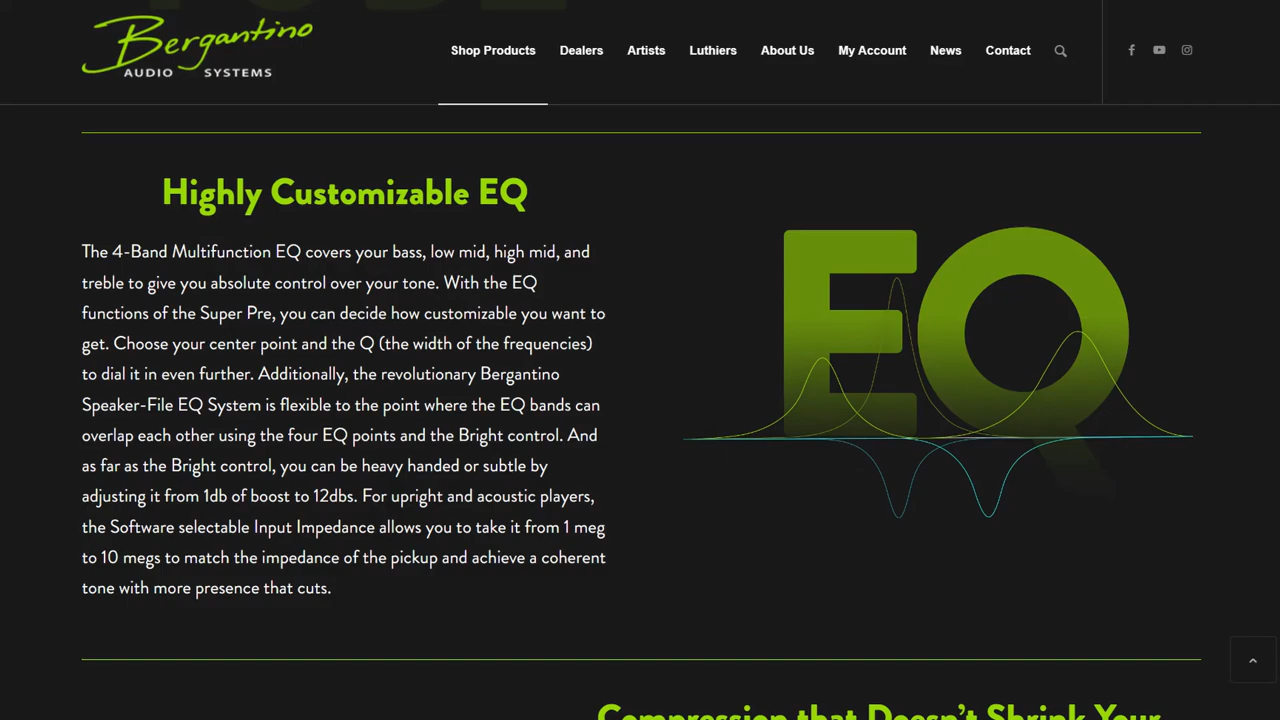 Bergantino
AUDIO SYSTEMS
Shop Products Dealers Artists Luthiers About Us My Account News Contact
Highly Customizable EQ
The 4-Band Multifunction EQ covers your bass, low mid, high mid, and
treble to give you absolute control over your tone. With the EQ
functions of the Super Pre, you can decide how customizable you want to
get. Choose your center point and the Q (the width of the frequencies)
to dial it in even further. Additionally, the revolutionary Bergantino
Speaker-File EQ System is flexible to the point where the EQ bands can
overlap each other using the four EQ points and the Bright control. And
as far as the Bright control, you can be heavy handed or subtle by
adjusting it from 1db of boost to 12dbs. For upright and acoustic players,
the Software selectable Input Impedance allows you to take it from 1 meg
to 10 megs to match the impedance of the pickup and achieve a coherent
tone with more presence that cuts.
EQ
Compression that Doesn't Shrink Your